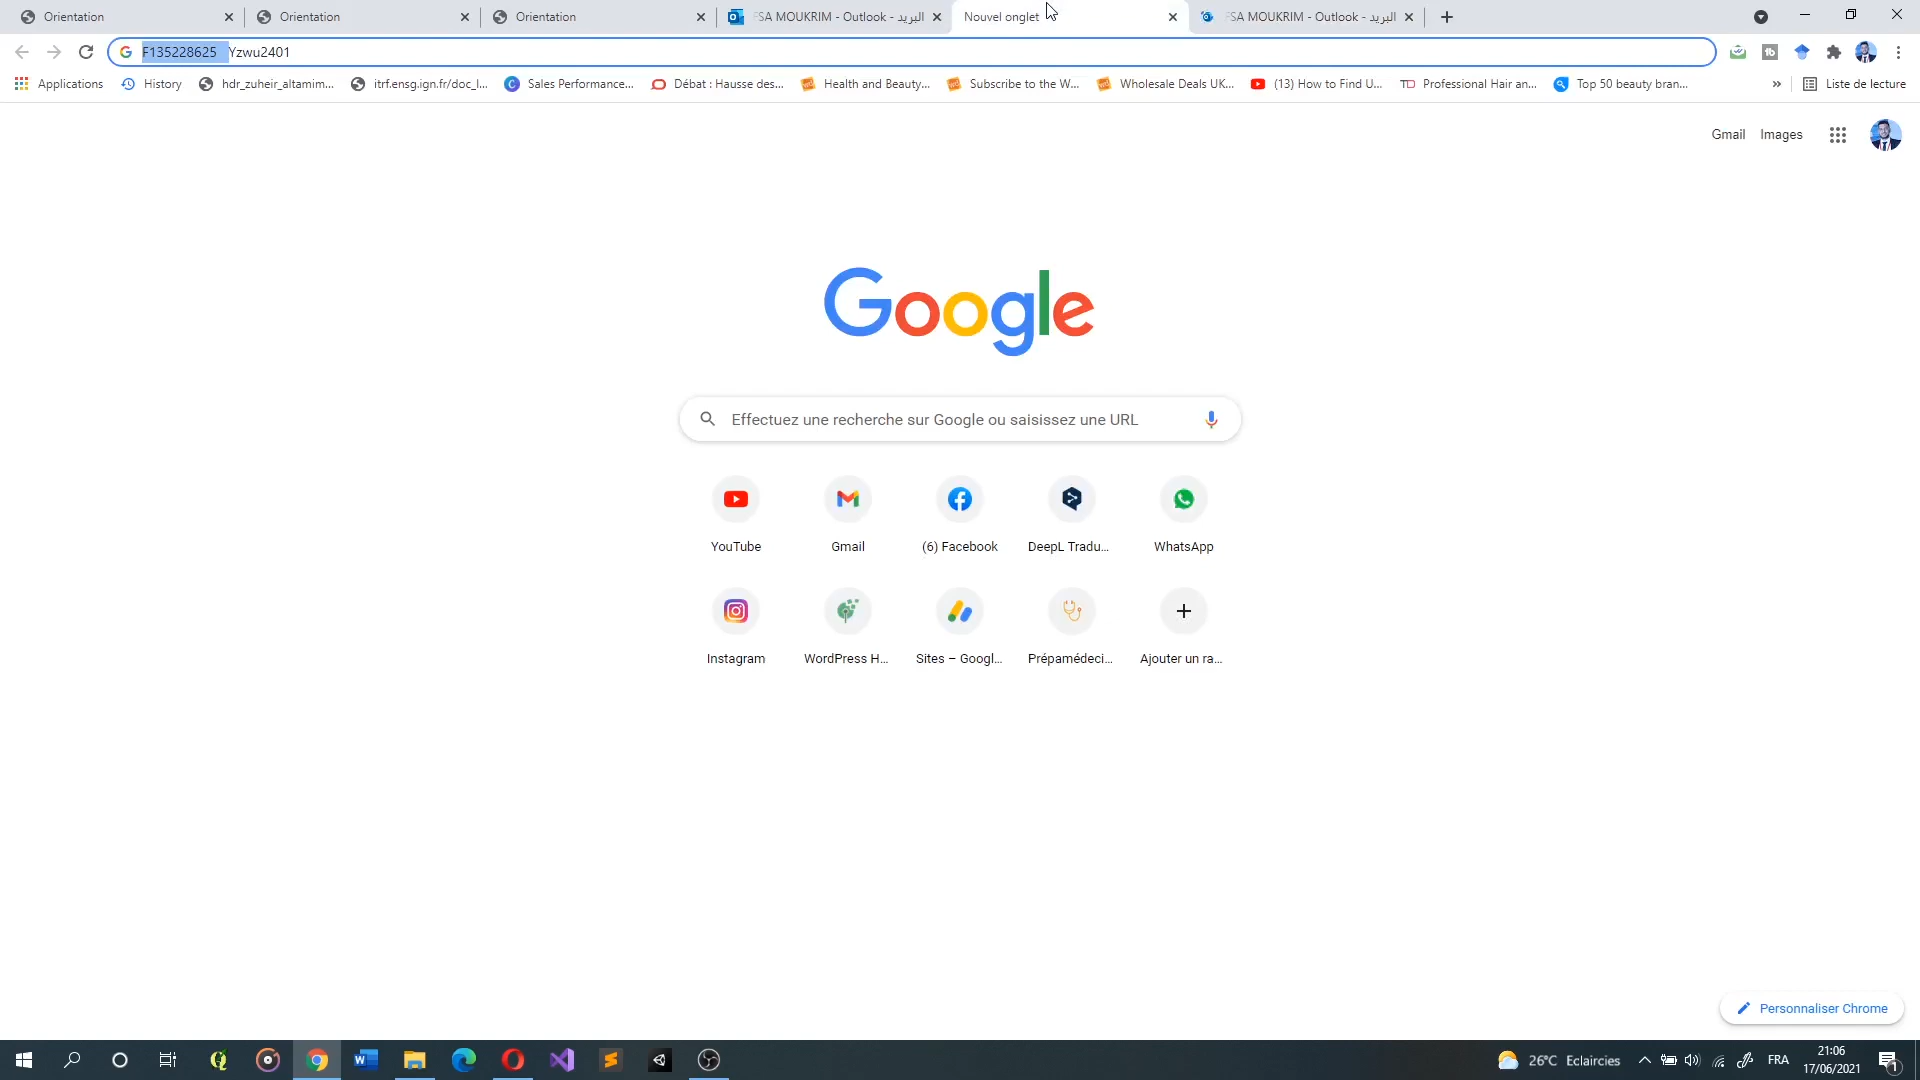 Orientation
Orientation
Orientation
FSA MOUKRIM - Outlook - البريد
Nouvel onglet
FSA MOUKRIM - Outlook - البريد
F135228625 Yzwu2401
Applications
History
hdr_zuheir_altamim...
itrf.ensg.ign.fr/doc_l...
Sales Performance...
Débat : Hausse des...
Health and Beauty...
Subscribe to the W...
Wholesale Deals UK...
(13) How to Find U...
TD
Professional Hair an...
Top 50 beauty bran...
»
Liste de lecture
Gmail
Images
Google
Effectuez une recherche sur Google ou saisissez une URL
YouTube
Gmail
(6) Facebook
DeepL Tradu...
WhatsApp
Instagram
WordPress H...
Sites – Googl...
Prépamédeci...
Ajouter un ra...
Personnaliser Chrome
26°C Eclaircies
FRA
21:06
17/06/2021
1